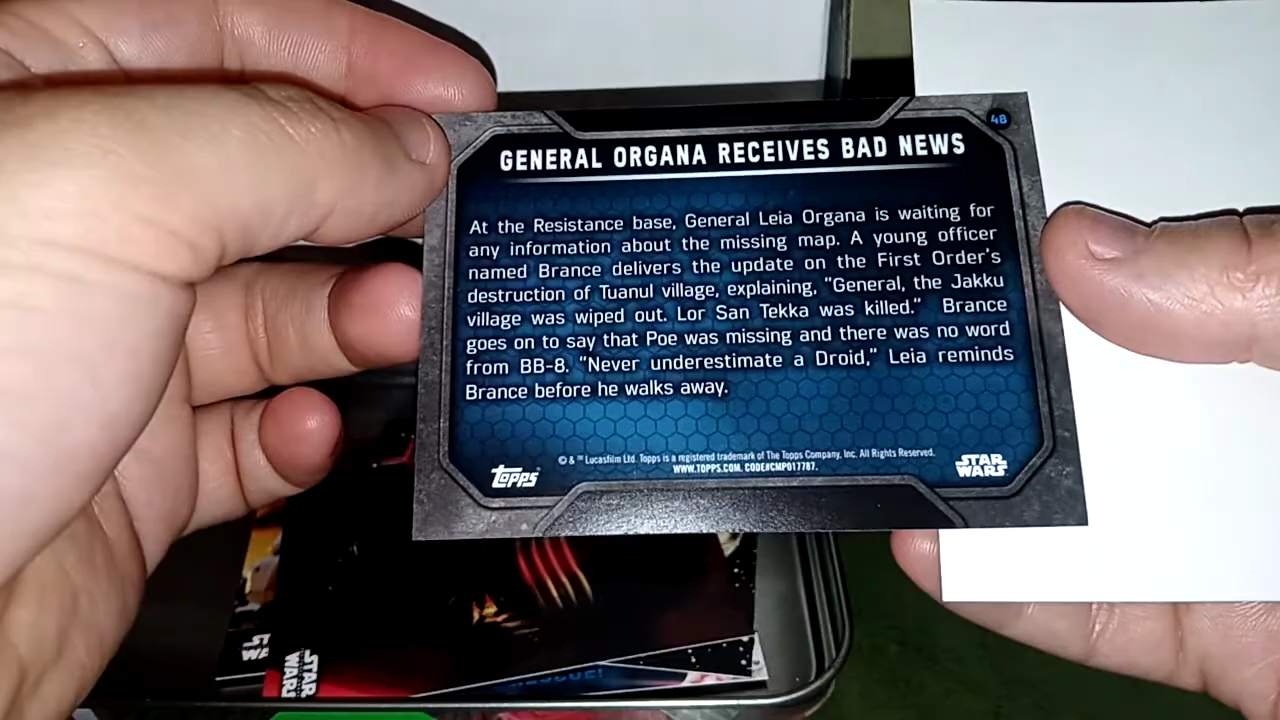 48
GENERAL ORGANA RECEIVES BAD NEWS
At the Resistance base, General Leia Organa is waiting for
any information about the missing map. A young officer
named Brance delivers the update on the First Order's
destruction of Tuanul village, explaining, "General, the Jakku
village was wiped out. Lor San Tekka was killed." Brance
goes on to say that Poe was missing and there was no word
from BB-8. "Never underestimate a Droid," Leia reminds
Brance before he walks away.
© & ™ Lucasfilm Ltd. Topps is a registered trademark of The Topps Company, Inc. All Rights Reserved.
WWW.TOPPS.COM. CODE#CMP017787.
Topps
STAR
WARS
STAR
WAR